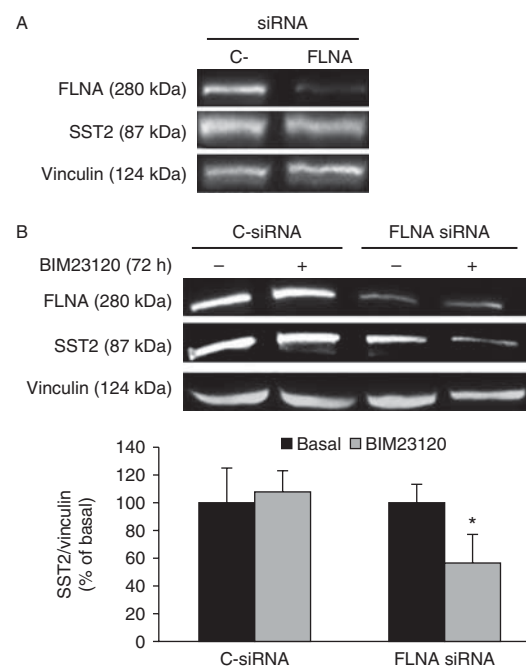 A
siRNA
C- FLNA
FLNA (280 kDa)
SST2 (87 kDa)
Vinculin (124 kDa)
B
C-siRNA FLNA siRNA
BIM23120 (72 h) – + – +
FLNA (280 kDa)
SST2 (87 kDa)
Vinculin (124 kDa)
SST2/vinculin
(% of basal)
140
120
100
80
60
40
20
0
Basal BIM23120
*
C-siRNA FLNA siRNA